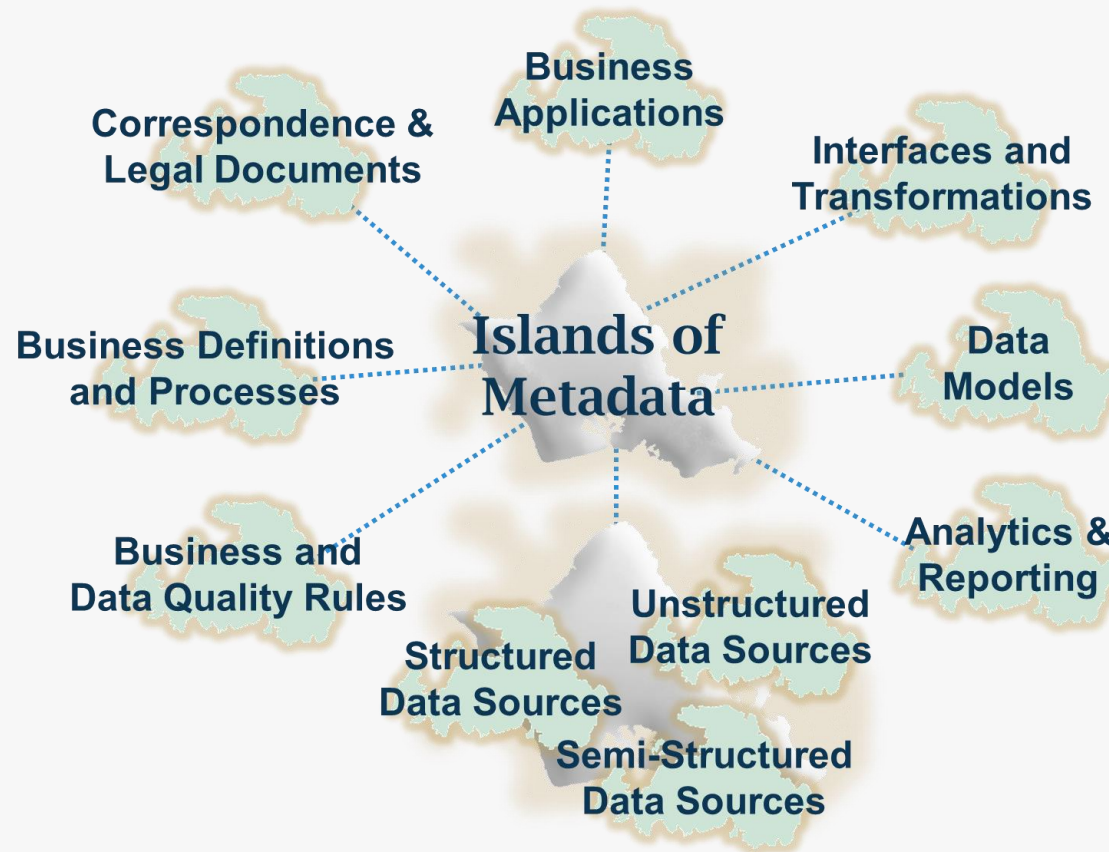 Business
Applications
Correspondence &
Legal Documents
Interfaces and
Transformations
Islands of
Metadata
Business Definitions
and Processes
Data
Models
Business and
Data Quality Rules
Analytics &
Reporting
Unstructured
Data Sources
Structured
Data Sources
Semi-Structured
Data Sources